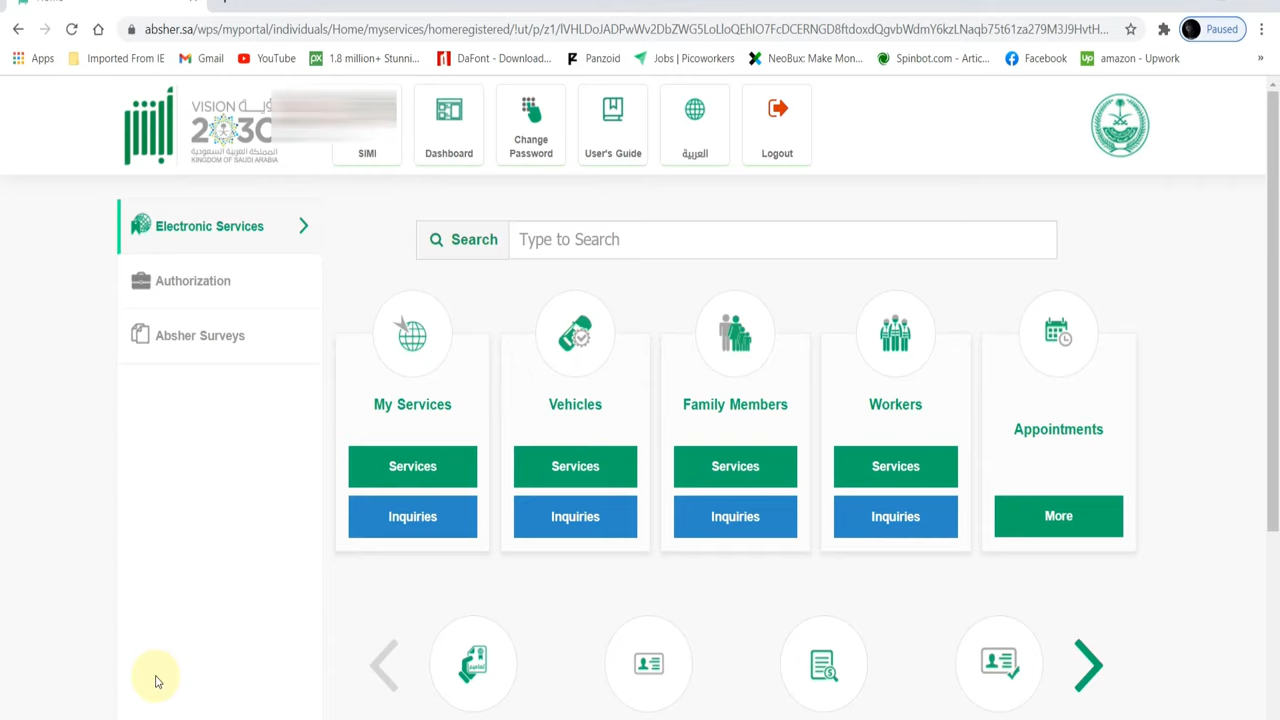 absher.sa/wps/myportal/individuals/Home/myservices/homeregistered/
Paused
Apps
Imported From IE
Gmail
YouTube
1.8 million+ Stunni...
DaFont - Download...
Panzoid
Jobs | Picoworkers
NeoBux: Make Mon...
Spinbot.com - Artic...
Facebook
amazon - Upwork
»
أبشر
VISION رؤية
2030
المملكة العربية السعودية
KINGDOM OF SAUDI ARABIA
SIMI
Dashboard
Change
Password
User's Guide
العربية
Logout
Electronic Services
Authorization
Absher Surveys
Search
Type to Search
My Services
Vehicles
Family Members
Workers
Appointments
Services
Services
Services
Services
More
Inquiries
Inquiries
Inquiries
Inquiries